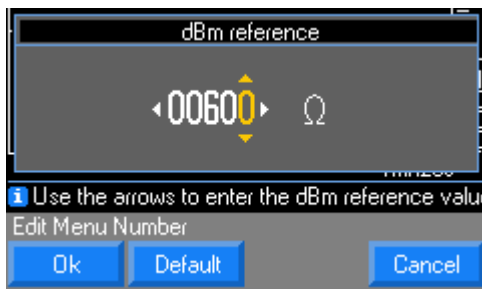 dBm reference
00600 Ω
i Use the arrows to enter the dBm reference valu
Edit Menu Number
Ok Default Cancel